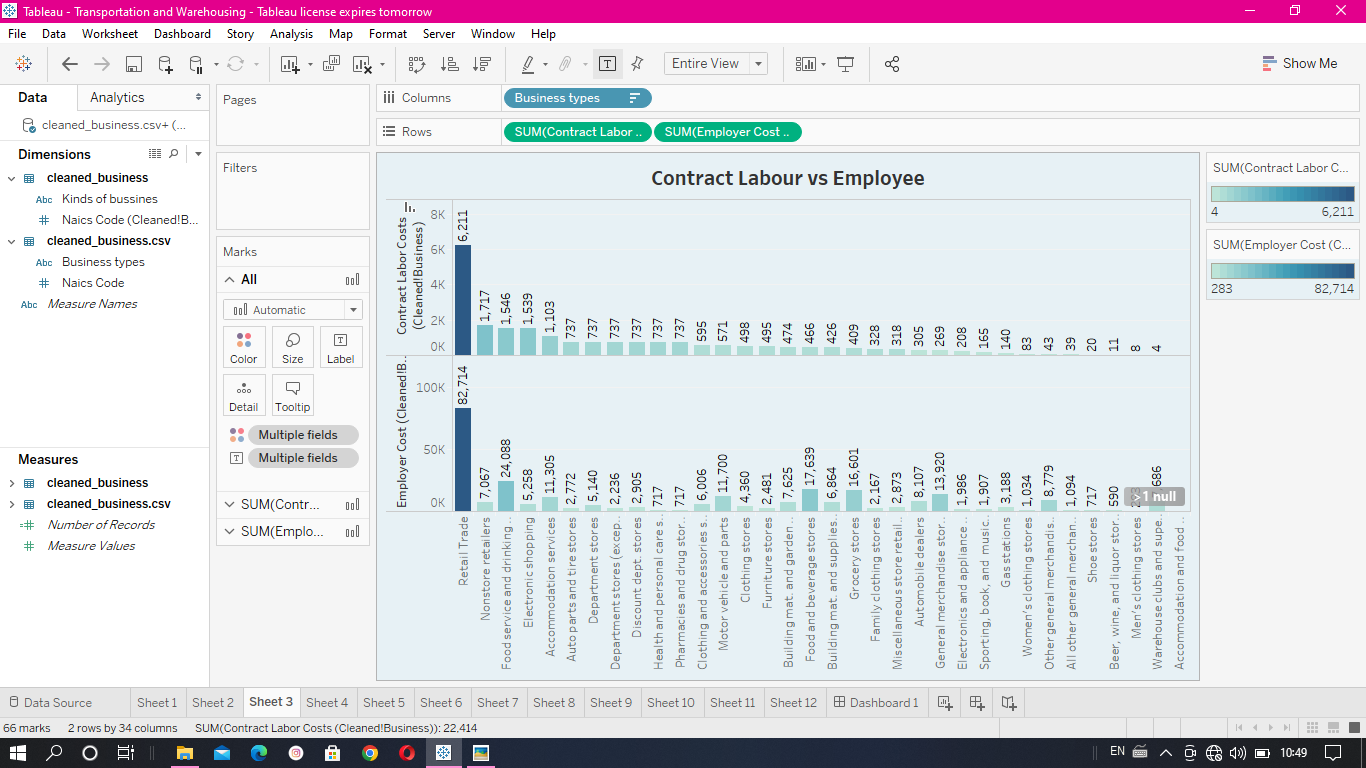 Tableau - Transportation and Warehousing - Tableau license expires tomorrow
File Data Worksheet Dashboard Story Analysis Map Format Server Window Help
Entire View
Show Me
Data Analytics
cleaned_business.csv+ (...
Dimensions
cleaned_business
Abc Kinds of bussines
# Naics Code (Cleaned!B...
cleaned_business.csv
Abc Business types
# Naics Code
Abc Measure Names
Measures
cleaned_business
cleaned_business.csv
Number of Records
# Measure Values
Pages
Filters
Marks
All
Automatic
Color Size Label
Detail Tooltip
Multiple fields
Multiple fields
SUM(Contr...
SUM(Emplo...
Columns Business types
Rows SUM(Contract Labor .. SUM(Employer Cost ..
Contract Labour vs Employee
Contract Labor Costs
(Cleaned!Business)
8K
6K
4K
2K
0K
6,211 1,717 1,546 1,539 1,103 737 737 737 737 737 737 595 571 498 495 474 466 426 409 328 318 305 269 208 165 140 83 43 39 20 11 8 4
Employer Cost (Cleaned!B...
100K
50K
0K
82,714 7,067 24,088 5,258 11,305 2,772 5,140 2,236 2,905 717 717 6,006 11,700 4,360 2,481 7,625 17,639 6,864 16,601 2,167 2,873 8,107 13,920 1,986 1,907 3,188 1,034 8,779 1,094 717 590
>1 null
Retail Trade
Nonstore retailers
Food service and drinking ..
Electronic shopping
Accommodation services
Auto parts and tire stores
Department stores
Department stores (excep..
Discount dept. stores
Health and personal care s..
Pharmacies and drug stor..
Clothing and accessories s..
Motor vehicle and parts
Clothing stores
Furniture stores
Building mat. and garden ..
Food and beverage stores
Building mat. and supplies..
Grocery stores
Family clothing stores
Miscellaneous store retail..
Automobile dealers
General merchandise stor..
Electronics and appliance ..
Sporting, book, and music..
Gas stations
Women's clothing stores
Other general merchandis..
All other general merchan..
Shoe stores
Beer, wine, and liquor stor..
Men's clothing stores
Warehouse clubs and supe..
Accommodation and food ..
SUM(Contract Labor C...
4 6,211
SUM(Employer Cost (C...
283 82,714
Data Source Sheet 1 Sheet 2 Sheet 3 Sheet 4 Sheet 5 Sheet 6 Sheet 7 Sheet 8 Sheet 9 Sheet 10 Sheet 11 Sheet 12 Dashboard 1
66 marks 2 rows by 34 columns SUM(Contract Labor Costs (Cleaned!Business)): 22,414
EN 10:49